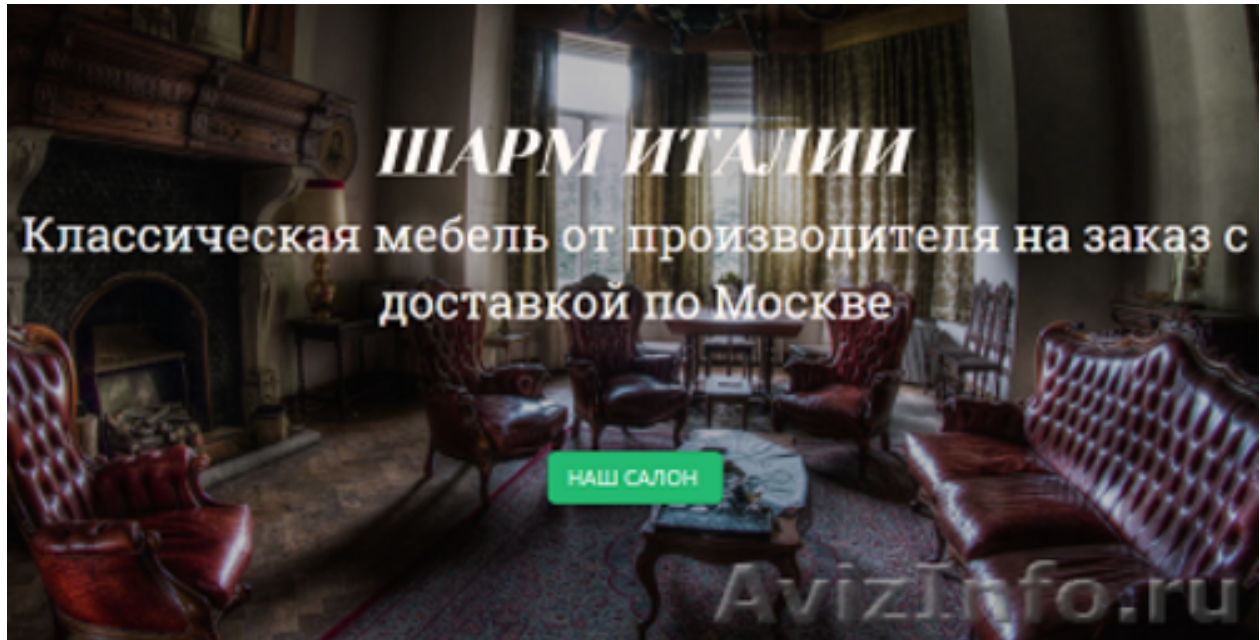 ШАРМ ИТАЛИИ
Классическая мебель от производителя на заказ с
доставкой по Москве
НАШ САЛОН
AvizInfo.ru